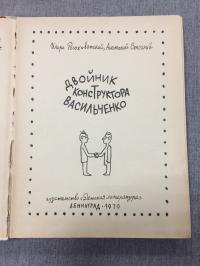 Игорь Росоховатский, Анатолий Стогний
ДВОЙНИК
КОНСТРУКТОРА
ВАСИЛЬЧЕНКО
издательство «Детская литература»
ЛЕНИНГРАД · 1970